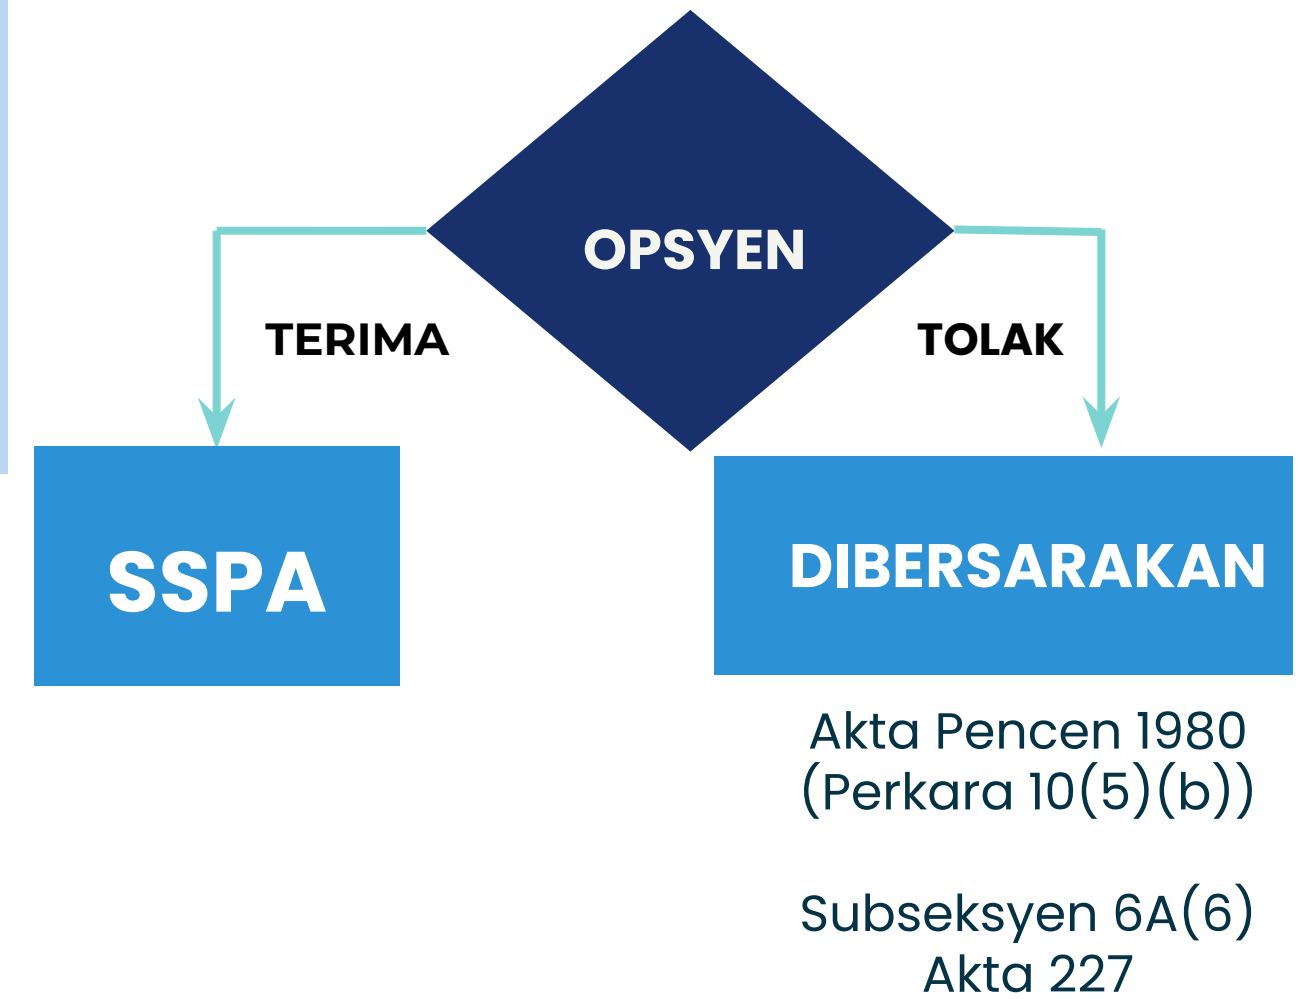 OPSYEN
TERIMA
TOLAK
SSPA
DIBERSARAKAN
Akta Pencen 1980
(Perkara 10(5)(b))
Subseksyen 6A(6)
Akta 227